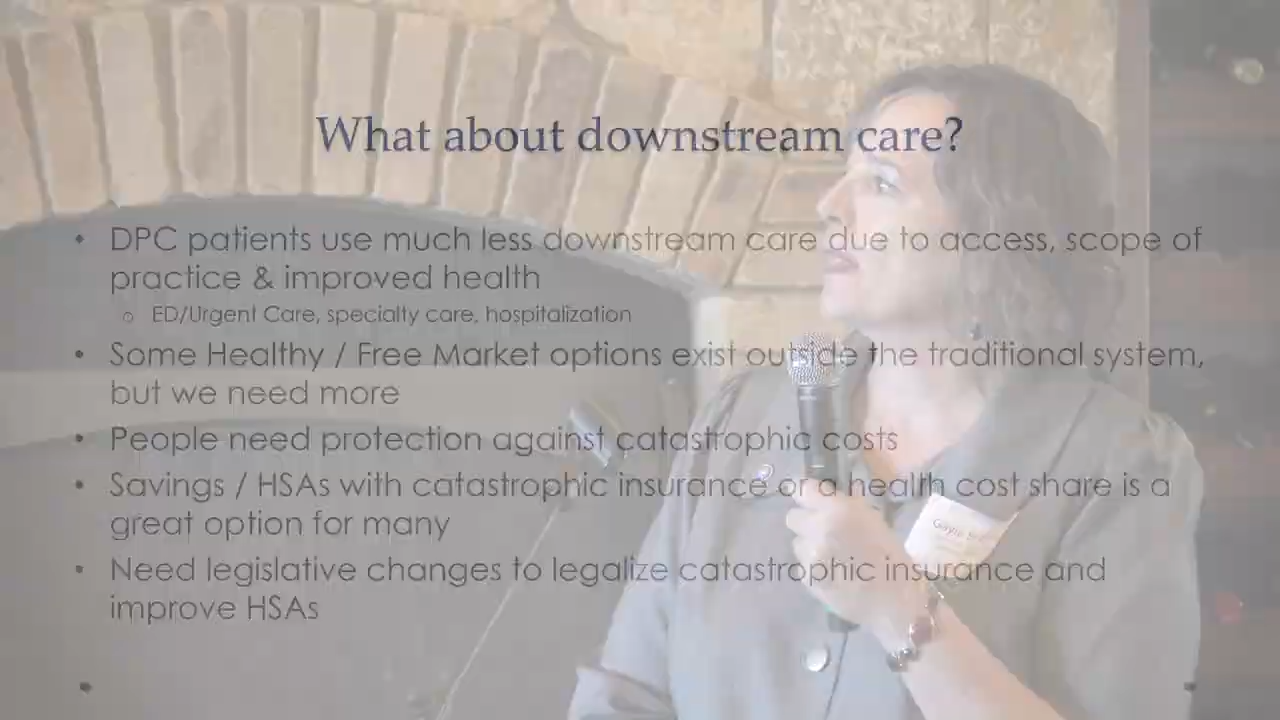 What about downstream care?
• DPC patients use much less downstream care due to access, scope of
practice & improved health
o ED/Urgent Care, specialty care, hospitalization
• Some Healthy / Free Market options exist outside the traditional system,
but we need more
• People need protection against catastrophic costs
• Savings / HSAs with catastrophic insurance or a health cost share is a
great option for many
• Need legislative changes to legalize catastrophic insurance and
improve HSAs